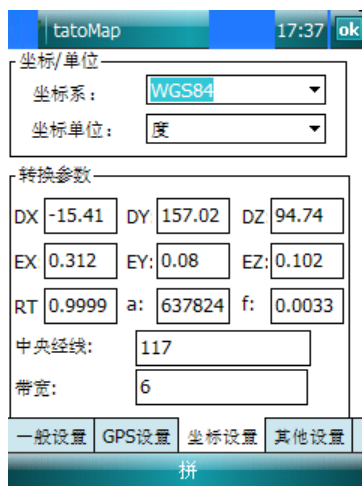 tatoMap 17:37 ok
坐标/单位
坐标系： WGS84
坐标单位： 度
转换参数
DX -15.41 DY 157.02 DZ 94.74
EX 0.312 EY: 0.08 EZ: 0.102
RT 0.9999 a: 637824 f: 0.0033
中央经线: 117
带宽: 6
一般设置 GPS设置 坐标设置 其他设置
拼